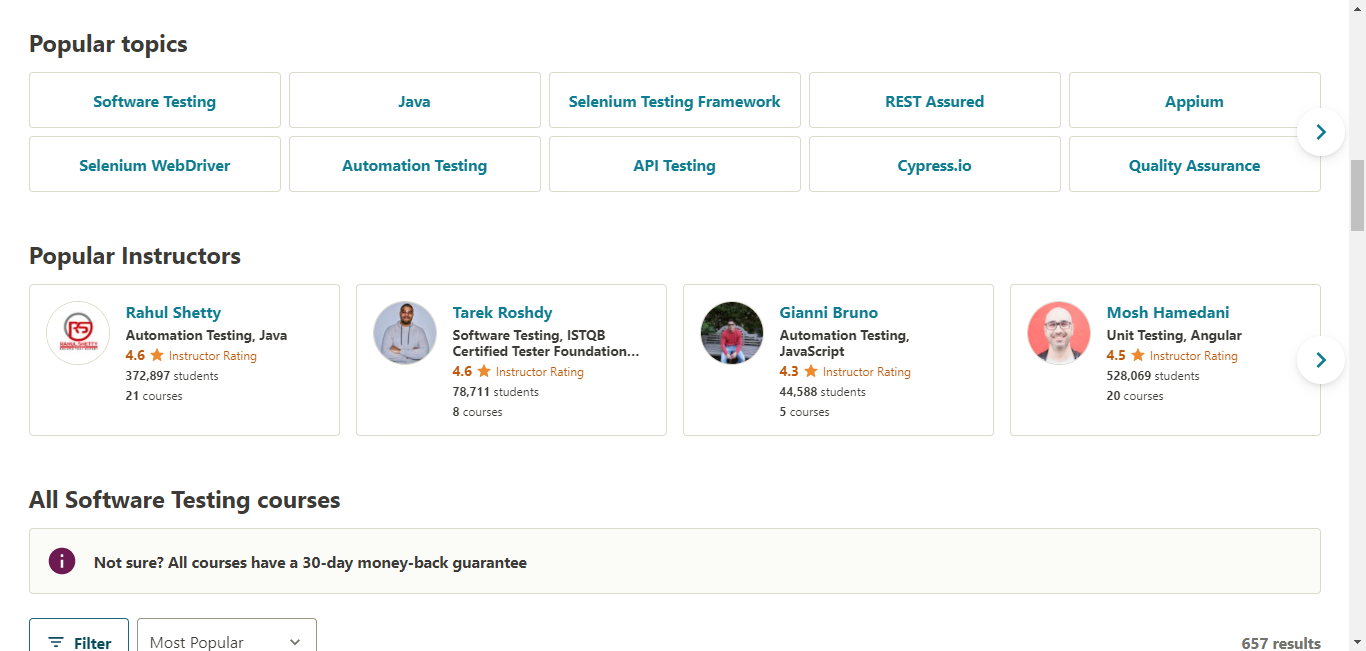 Popular topics
Software Testing
Java
Selenium Testing Framework
REST Assured
Appium
Selenium WebDriver
Automation Testing
API Testing
Cypress.io
Quality Assurance
Popular Instructors
RS
RAHUL SHETTY
Rahul Shetty
Automation Testing, Java
4.6 Instructor Rating
372,897 students
21 courses
Tarek Roshdy
Software Testing, ISTQB
Certified Tester Foundation...
4.6 Instructor Rating
78,711 students
8 courses
Gianni Bruno
Automation Testing,
JavaScript
4.3 Instructor Rating
44,588 students
5 courses
Mosh Hamedani
Unit Testing, Angular
4.5 Instructor Rating
528,069 students
20 courses
All Software Testing courses
Not sure? All courses have a 30-day money-back guarantee
Filter
Most Popular
657 results